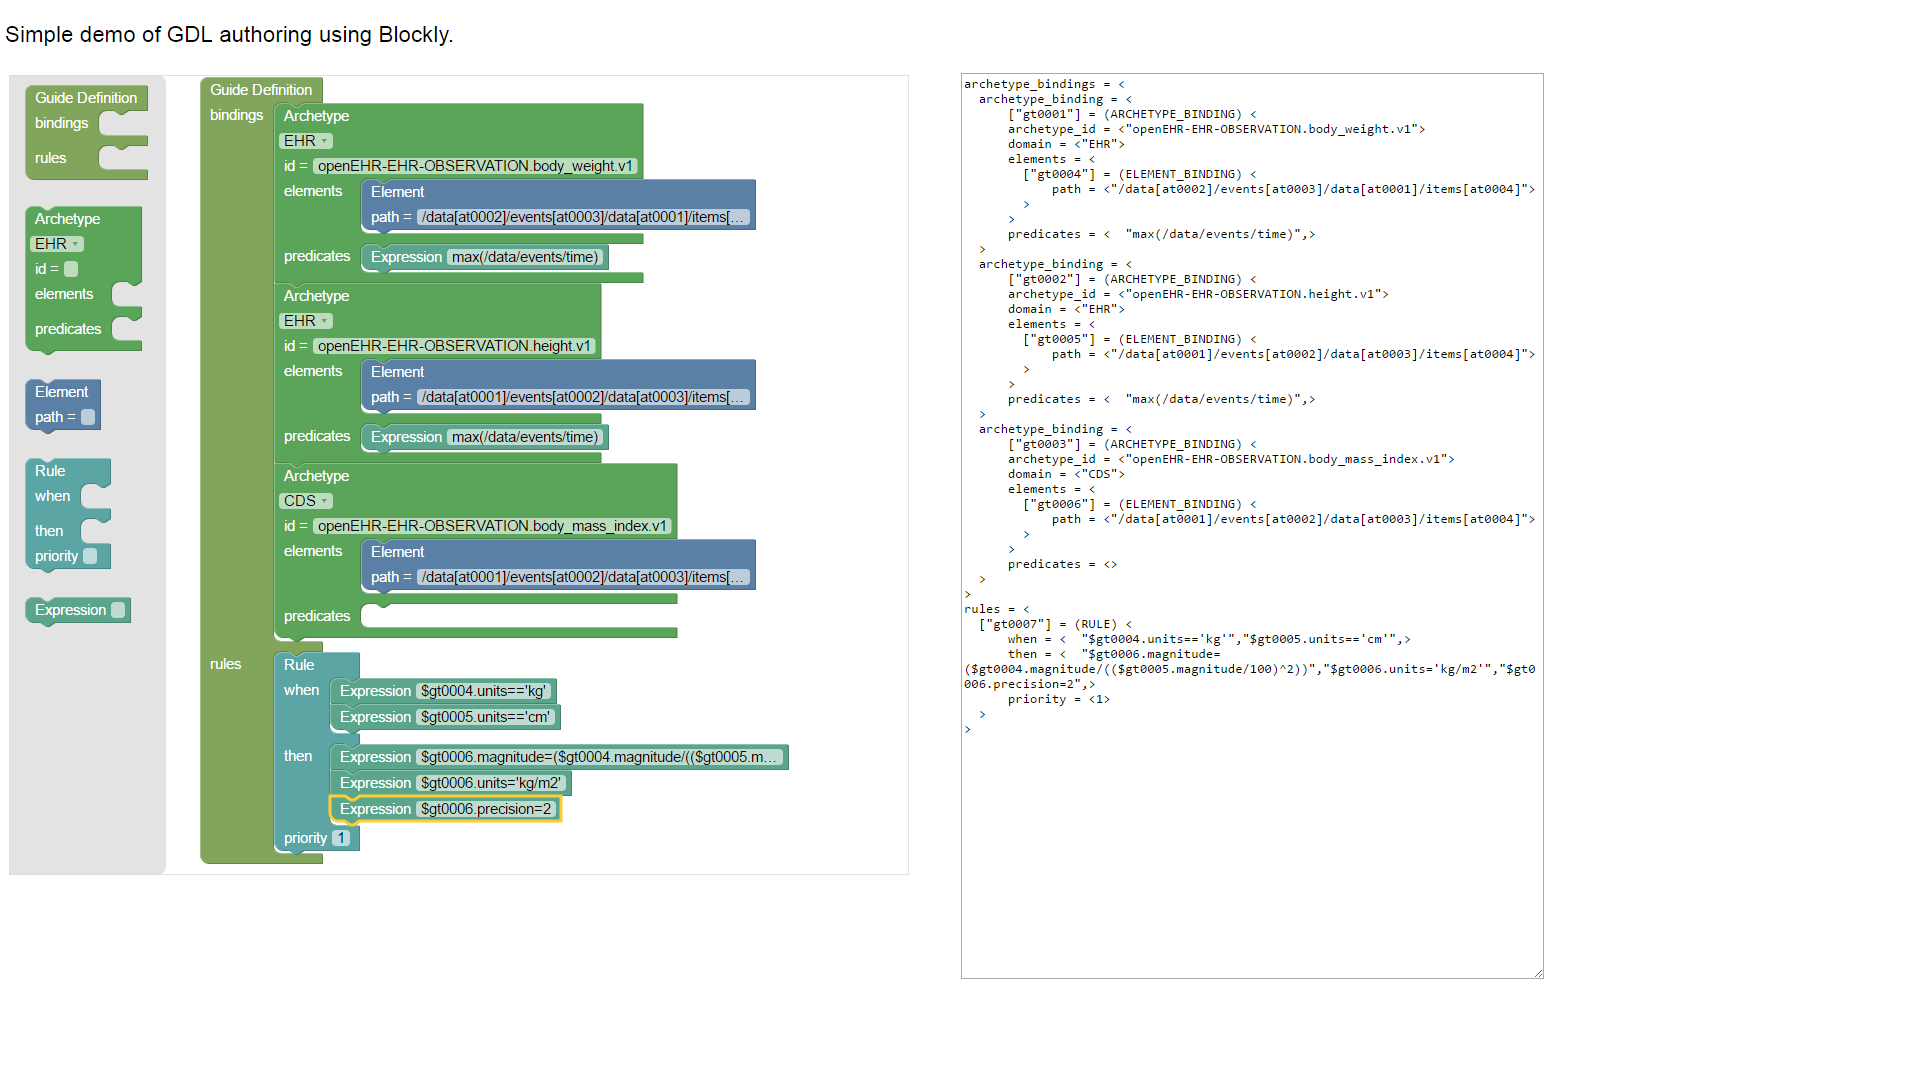 Simple demo of GDL authoring using Blockly.
Guide Definition
bindings
rules
Archetype
EHR
id =
elements
predicates
Element
path =
Rule
when
then
priority
Expression
Guide Definition
bindings
Archetype
EHR
id = openEHR-EHR-OBSERVATION.body_weight.v1
elements
Element
path = /data[at0002]/events[at0003]/data[at0001]/items[...
predicates
Expression max(/data/events/time)
Archetype
EHR
id = openEHR-EHR-OBSERVATION.height.v1
elements
Element
path = /data[at0001]/events[at0002]/data[at0003]/items[...
predicates
Expression max(/data/events/time)
Archetype
CDS
id = openEHR-EHR-OBSERVATION.body_mass_index.v1
elements
Element
path = /data[at0001]/events[at0002]/data[at0003]/items[...
predicates
rules
Rule
when
Expression $gt0004.units=='kg'
Expression $gt0005.units=='cm'
then
Expression $gt0006.magnitude=($gt0004.magnitude/(($gt0005.m...
Expression $gt0006.units='kg/m2'
Expression $gt0006.precision=2
priority 1
archetype_bindings = <
archetype_binding = <
["gt0001"] = (ARCHETYPE_BINDING) <
archetype_id = <"openEHR-EHR-OBSERVATION.body_weight.v1">
domain = <"EHR">
elements = <
["gt0004"] = (ELEMENT_BINDING) <
path = <"/data[at0002]/events[at0003]/data[at0001]/items[at0004]">
>
>
predicates = <  "max(/data/events/time)",>
>
archetype_binding = <
["gt0002"] = (ARCHETYPE_BINDING) <
archetype_id = <"openEHR-EHR-OBSERVATION.height.v1">
domain = <"EHR">
elements = <
["gt0005"] = (ELEMENT_BINDING) <
path = <"/data[at0001]/events[at0002]/data[at0003]/items[at0004]">
>
>
predicates = <  "max(/data/events/time)",>
>
archetype_binding = <
["gt0003"] = (ARCHETYPE_BINDING) <
archetype_id = <"openEHR-EHR-OBSERVATION.body_mass_index.v1">
domain = <"CDS">
elements = <
["gt0006"] = (ELEMENT_BINDING) <
path = <"/data[at0001]/events[at0002]/data[at0003]/items[at0004]">
>
>
predicates = <>
>
>
rules = <
["gt0007"] = (RULE) <
when = <  "$gt0004.units=='kg'","$gt0005.units=='cm'",>
then = <  "$gt0006.magnitude=
($gt0004.magnitude/(($gt0005.magnitude/100)^2))","$gt0006.units='kg/m2'","$gt0
006.precision=2",>
priority = <1>
>
>